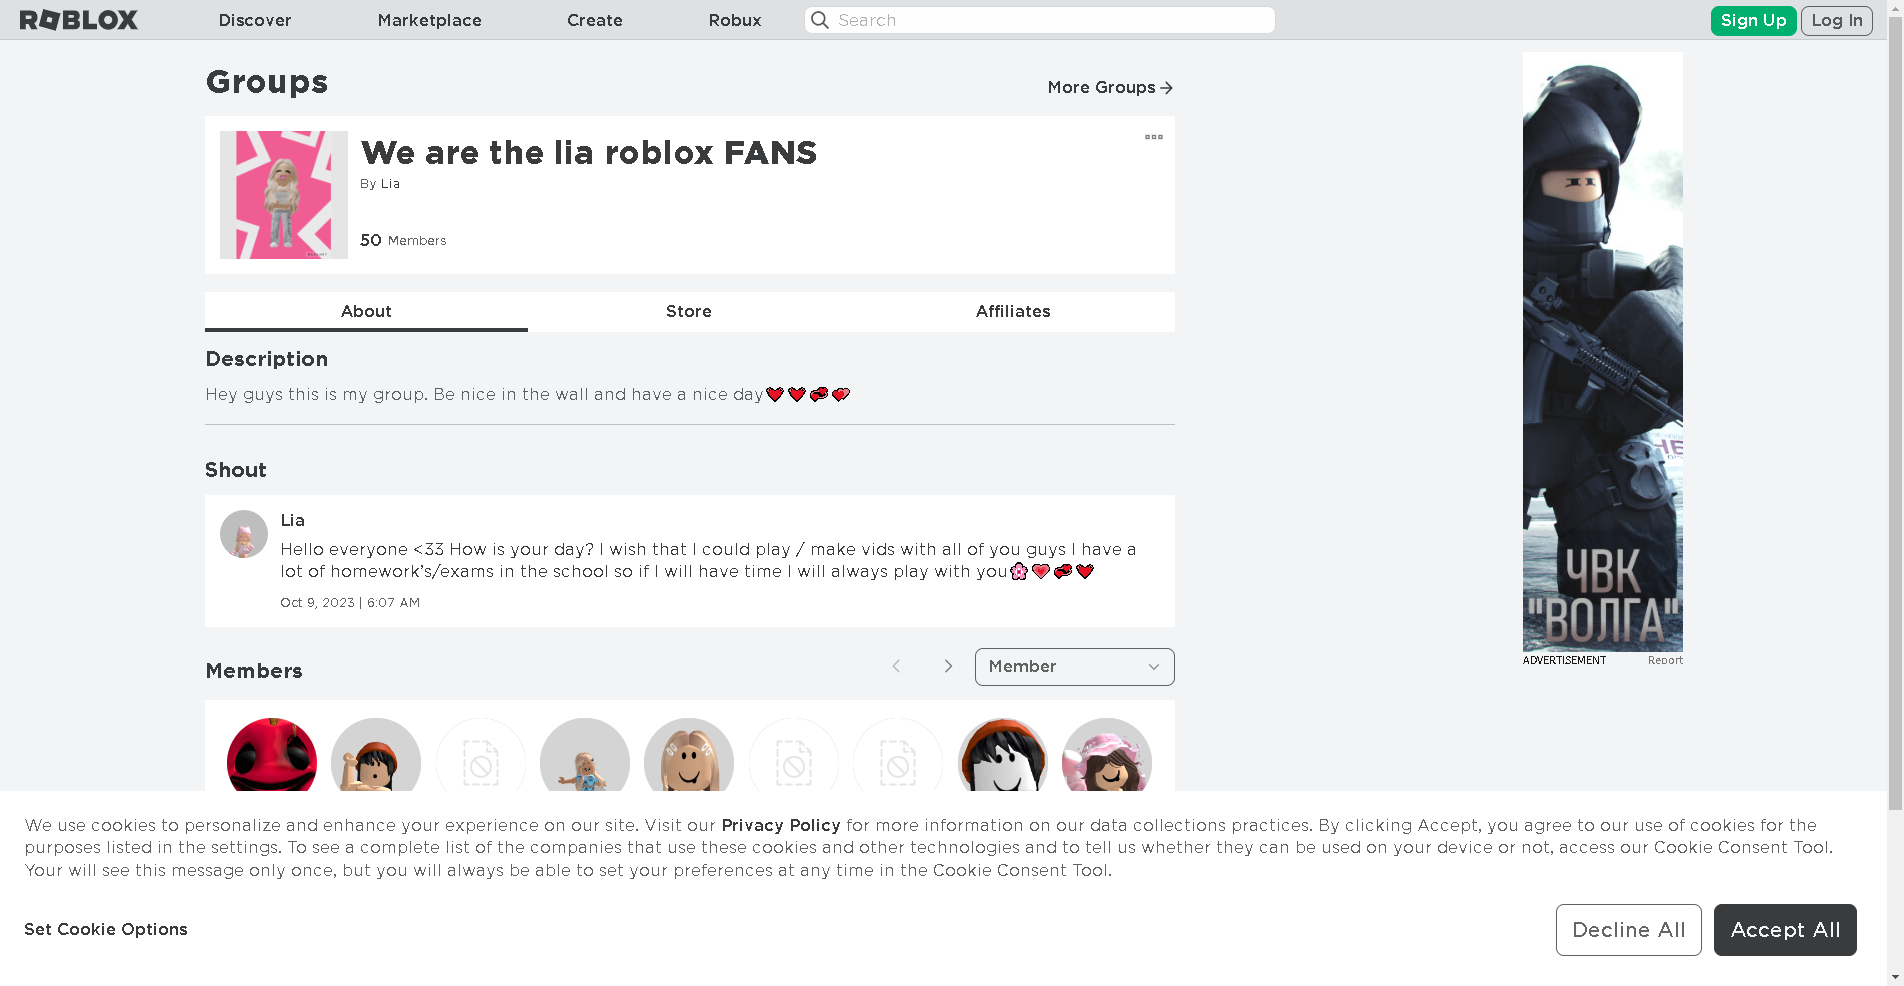 ROBLOX
Discover
Marketplace
Create
Robux
Search
Sign Up
Log In
Groups
More Groups
We are the lia roblox FANS
By Lia
50 Members
About
Store
Affiliates
Description
Hey guys this is my group. Be nice in the wall and have a nice day
Shout
Lia
Hello everyone <33 How is your day? I wish that I could play / make vids with all of you guys I have a
lot of homework's/exams in the school so if I will have time I will always play with you
Oct 9, 2023 | 6:07 AM
Members
Member
ЧВК
"ВОЛГА"
ADVERTISEMENT
Report
We use cookies to personalize and enhance your experience on our site. Visit our Privacy Policy for more information on our data collections practices. By clicking Accept, you agree to our use of cookies for the
purposes listed in the settings. To see a complete list of the companies that use these cookies and other technologies and to tell us whether they can be used on your device or not, access our Cookie Consent Tool.
Your will see this message only once, but you will always be able to set your preferences at any time in the Cookie Consent Tool.
Set Cookie Options
Decline All
Accept All